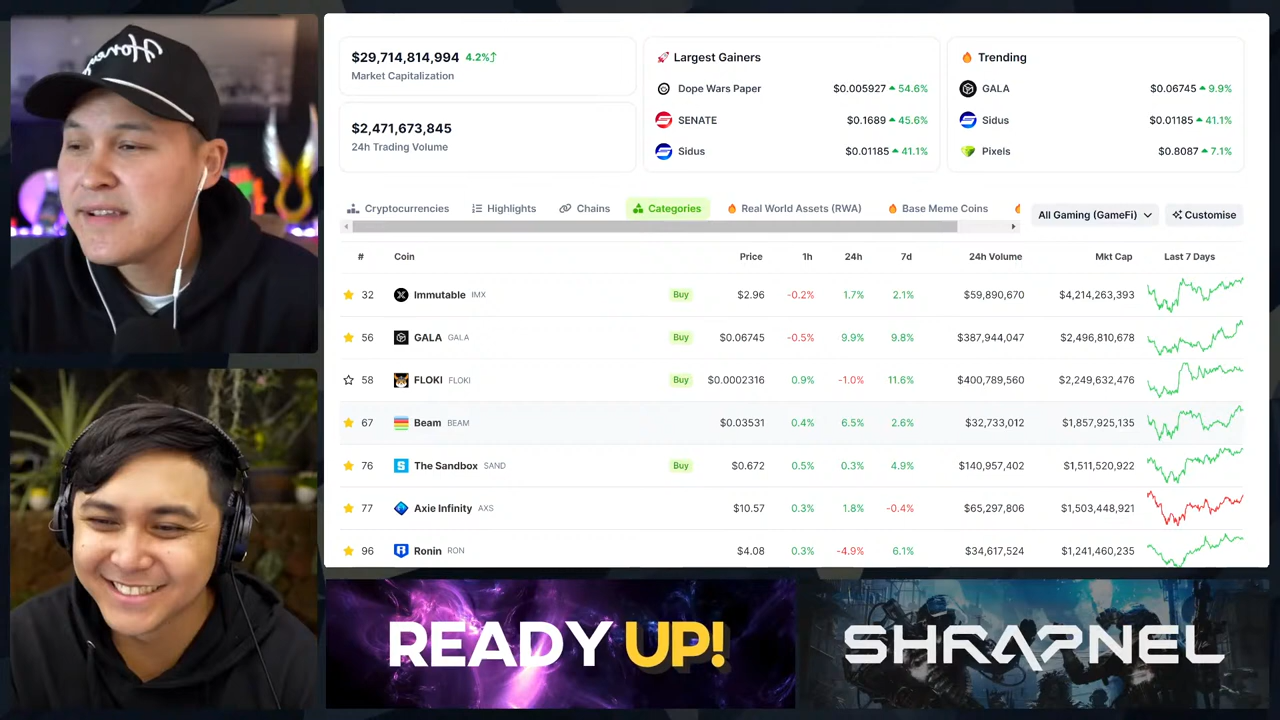 $29,714,814,994 4.2%
Market Capitalization
$2,471,673,845
24h Trading Volume
Largest Gainers
Dope Wars Paper $0.005927 54.6%
SENATE $0.1689 45.6%
Sidus $0.01185 41.1%
Trending
GALA $0.06745 9.9%
Sidus $0.01185 41.1%
Pixels $0.8087 7.1%
Cryptocurrencies Highlights Chains Categories Real World Assets (RWA) Base Meme Coins All Gaming (GameFi) Customise
# Coin Price 1h 24h 7d 24h Volume Mkt Cap Last 7 Days
32 Immutable IMX Buy $2.96 -0.2% 1.7% 2.1% $59,890,670 $4,214,263,393
56 GALA GALA Buy $0.06745 -0.5% 9.9% 9.8% $387,944,047 $2,496,810,678
58 FLOKI FLOKI Buy $0.0002316 0.9% -1.0% 11.6% $400,789,560 $2,249,632,476
67 Beam BEAM $0.03531 0.4% 6.5% 2.6% $32,733,012 $1,857,925,135
76 The Sandbox SAND Buy $0.672 0.5% 0.3% 4.9% $140,957,402 $1,511,520,922
77 Axie Infinity AXS $10.57 0.3% 1.8% -0.4% $65,297,806 $1,503,448,921
96 Ronin RON $4.08 0.3% -4.9% 6.1% $34,617,524 $1,241,460,235
READY UP!
SHRAPNEL